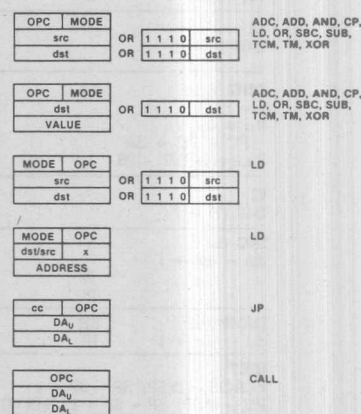 OPC MODE ADC, ADD, AND, CP,
src OR 1 1 1 0 src LD, OR, SBC, SUB,
dst OR 1 1 1 0 dst TCM, TM, XOR
OPC MODE ADC, ADD, AND, CP,
dst OR 1 1 1 0 dst LD, OR, SBC, SUB,
VALUE TCM, TM, XOR
MODE OPC LD
src OR 1 1 1 0 src
dst OR 1 1 1 0 dst
MODE OPC LD
dst/src x
ADDRESS
cc OPC JP
DAU
DAL
OPC CALL
DAU
DAL